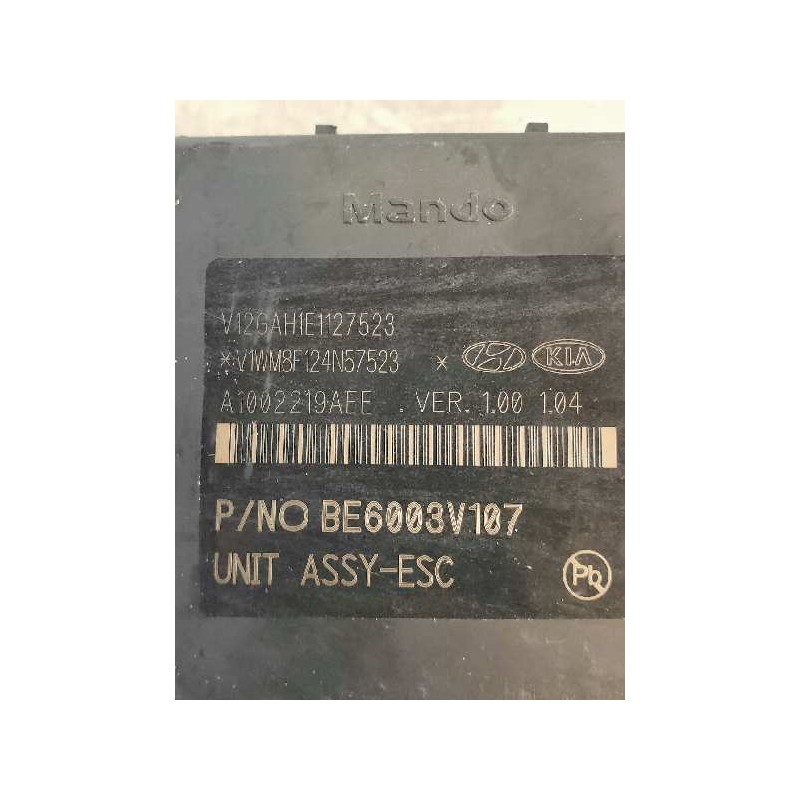 Mando
V12GAH1E1127523
*V1WM8F124N57523 * H KIA
A1002219AEE . VER. 1.00 1.04
P/NO BE6003V107
UNIT ASSY-ESC
Pb